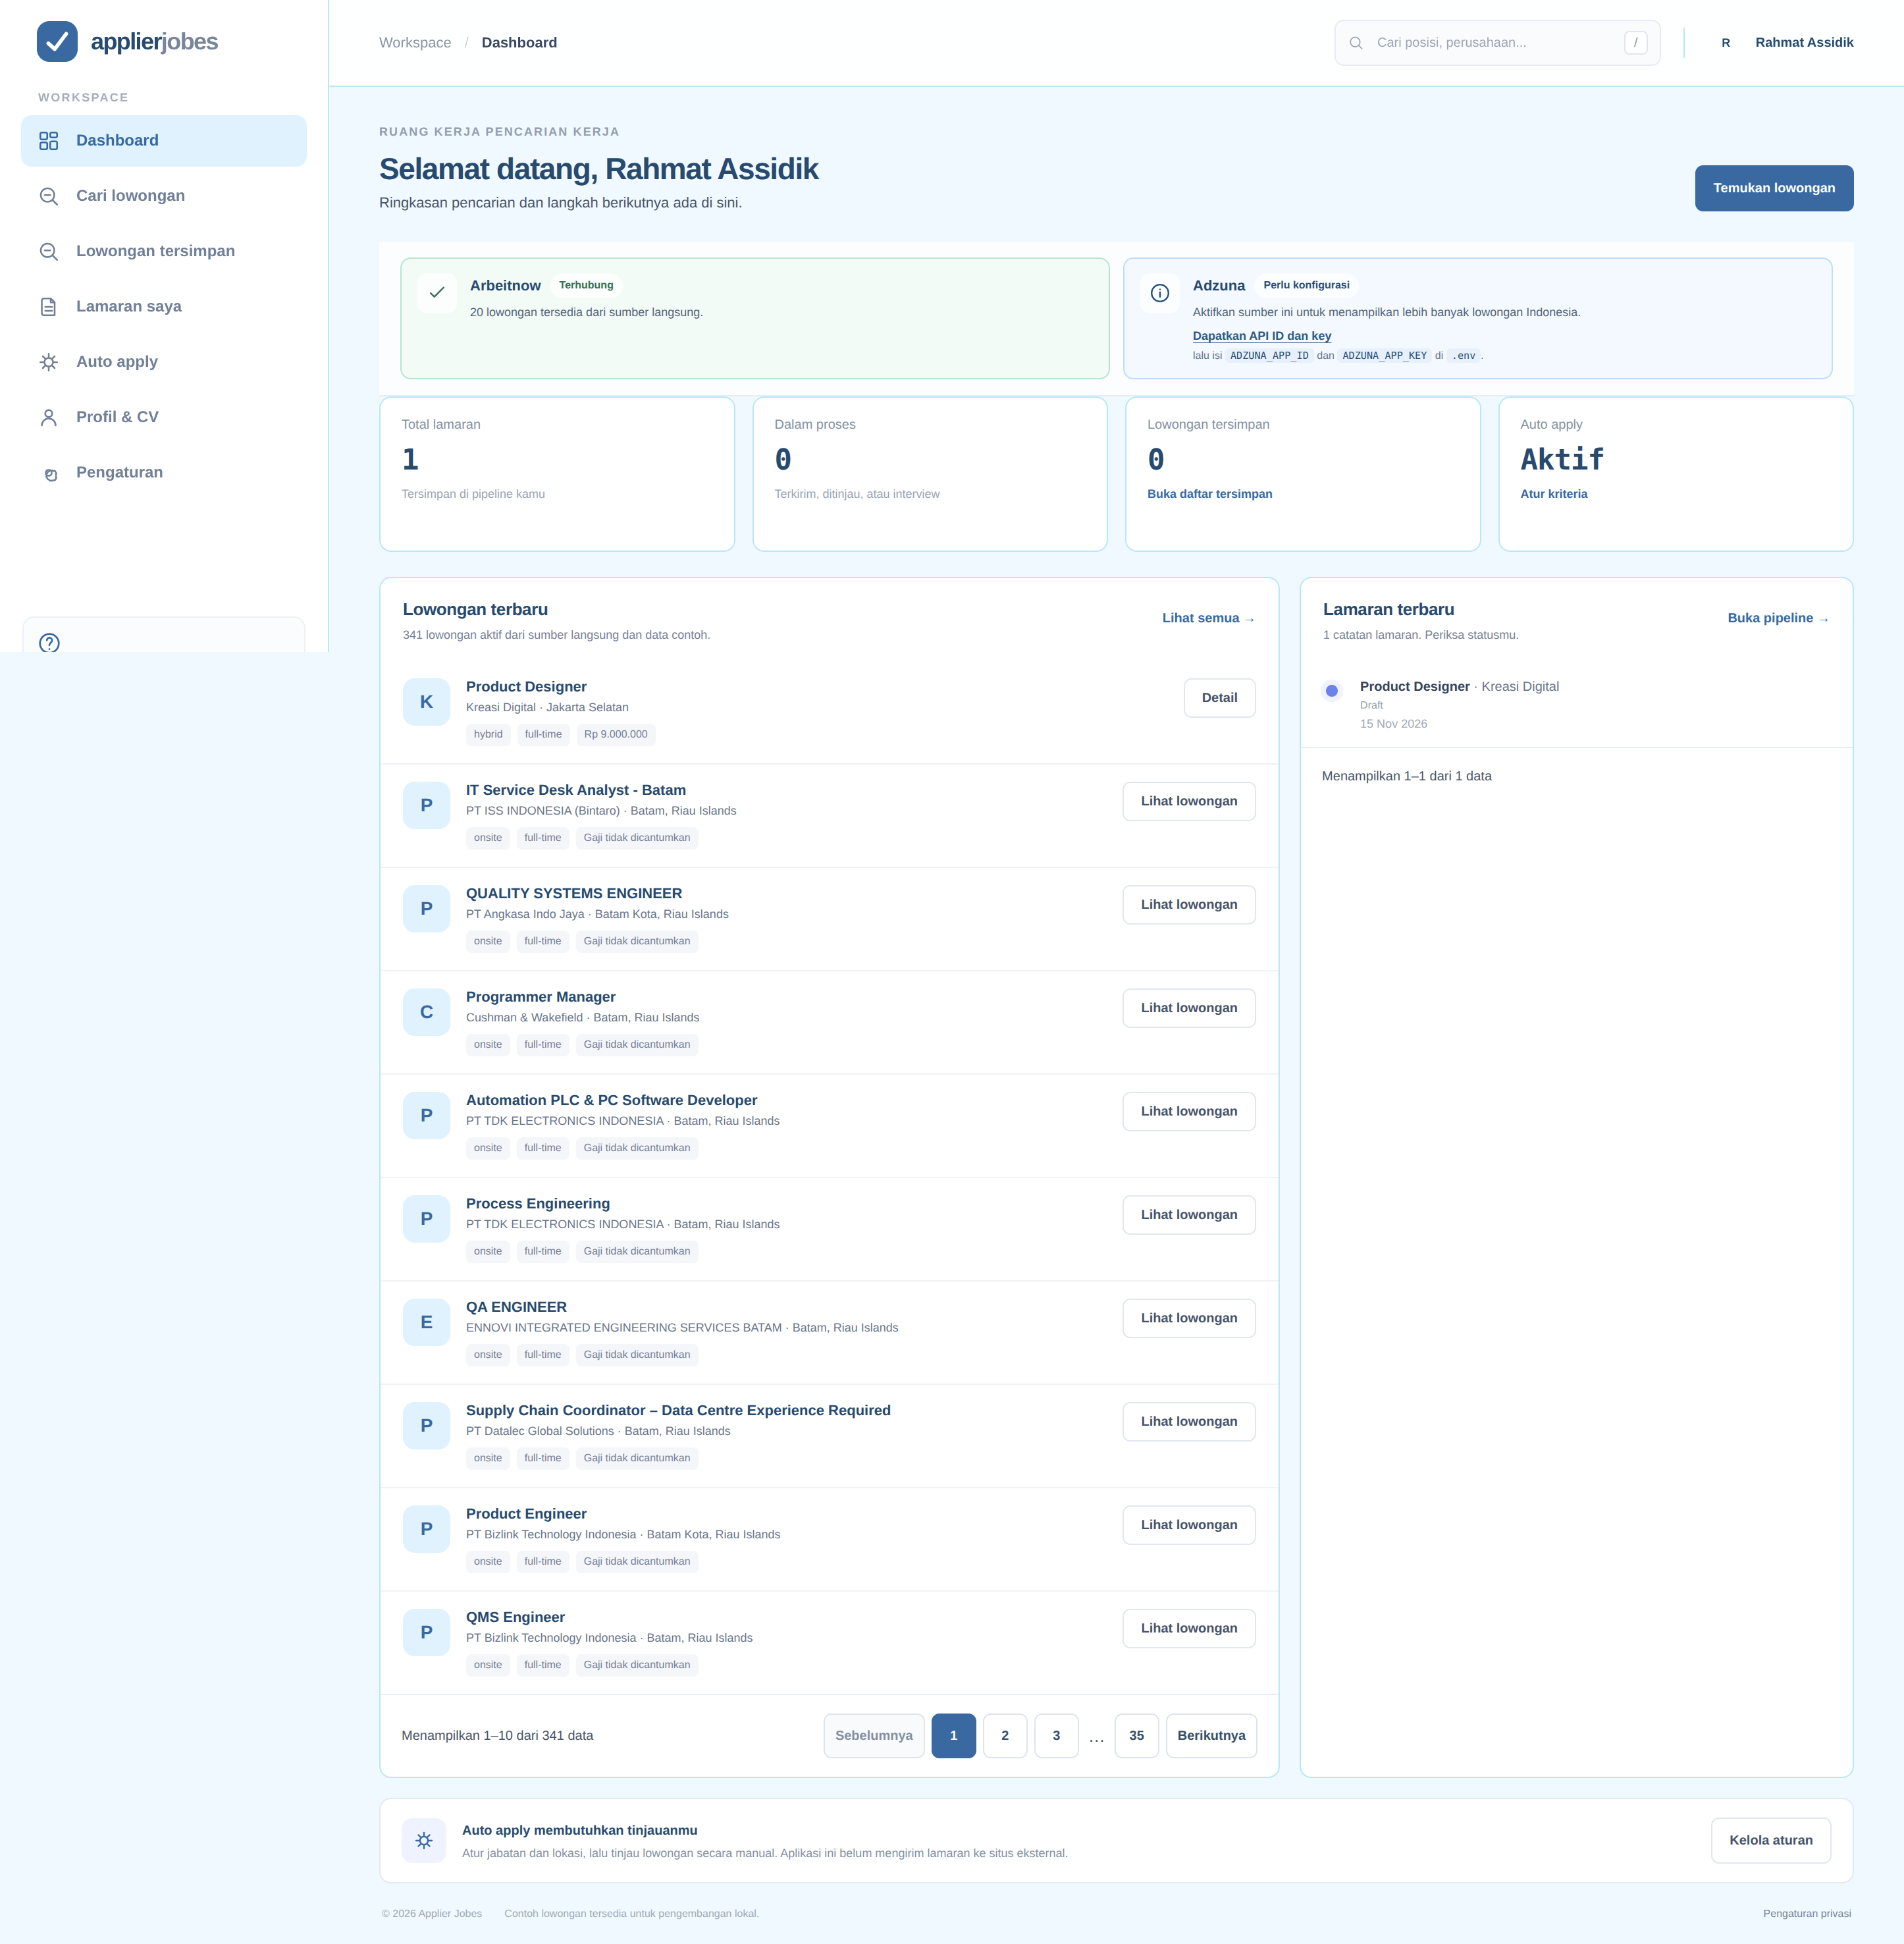 applierjobes
WORKSPACE
Dashboard
Cari lowongan
Lowongan tersimpan
Lamaran saya
Auto apply
Profil & CV
Pengaturan
Workspace / Dashboard
Cari posisi, perusahaan...
/
R
Rahmat Assidik
RUANG KERJA PENCARIAN KERJA
Selamat datang, Rahmat Assidik
Ringkasan pencarian dan langkah berikutnya ada di sini.
Temukan lowongan
Arbeitnow Terhubung
20 lowongan tersedia dari sumber langsung.
Adzuna Perlu konfigurasi
Aktifkan sumber ini untuk menampilkan lebih banyak lowongan Indonesia.
Dapatkan API ID dan key
lalu isi ADZUNA_APP_ID dan ADZUNA_APP_KEY di .env.
Total lamaran
1
Tersimpan di pipeline kamu
Dalam proses
0
Terkirim, ditinjau, atau interview
Lowongan tersimpan
0
Buka daftar tersimpan
Auto apply
Aktif
Atur kriteria
Lowongan terbaru
341 lowongan aktif dari sumber langsung dan data contoh.
Lihat semua →
K
Product Designer
Kreasi Digital · Jakarta Selatan
hybrid full-time Rp 9.000.000
Detail
P
IT Service Desk Analyst - Batam
PT ISS INDONESIA (Bintaro) · Batam, Riau Islands
onsite full-time Gaji tidak dicantumkan
Lihat lowongan
P
QUALITY SYSTEMS ENGINEER
PT Angkasa Indo Jaya · Batam Kota, Riau Islands
onsite full-time Gaji tidak dicantumkan
Lihat lowongan
C
Programmer Manager
Cushman & Wakefield · Batam, Riau Islands
onsite full-time Gaji tidak dicantumkan
Lihat lowongan
P
Automation PLC & PC Software Developer
PT TDK ELECTRONICS INDONESIA · Batam, Riau Islands
onsite full-time Gaji tidak dicantumkan
Lihat lowongan
P
Process Engineering
PT TDK ELECTRONICS INDONESIA · Batam, Riau Islands
onsite full-time Gaji tidak dicantumkan
Lihat lowongan
E
QA ENGINEER
ENNOVI INTEGRATED ENGINEERING SERVICES BATAM · Batam, Riau Islands
onsite full-time Gaji tidak dicantumkan
Lihat lowongan
P
Supply Chain Coordinator – Data Centre Experience Required
PT Datalec Global Solutions · Batam, Riau Islands
onsite full-time Gaji tidak dicantumkan
Lihat lowongan
P
Product Engineer
PT Bizlink Technology Indonesia · Batam Kota, Riau Islands
onsite full-time Gaji tidak dicantumkan
Lihat lowongan
P
QMS Engineer
PT Bizlink Technology Indonesia · Batam, Riau Islands
onsite full-time Gaji tidak dicantumkan
Lihat lowongan
Menampilkan 1–10 dari 341 data
Sebelumnya 1 2 3 … 35 Berikutnya
Lamaran terbaru
1 catatan lamaran. Periksa statusmu.
Buka pipeline →
Product Designer · Kreasi Digital
Draft
15 Nov 2026
Menampilkan 1–1 dari 1 data
Auto apply membutuhkan tinjauanmu
Atur jabatan dan lokasi, lalu tinjau lowongan secara manual. Aplikasi ini belum mengirim lamaran ke situs eksternal.
Kelola aturan
© 2026 Applier Jobes
Contoh lowongan tersedia untuk pengembangan lokal.
Pengaturan privasi